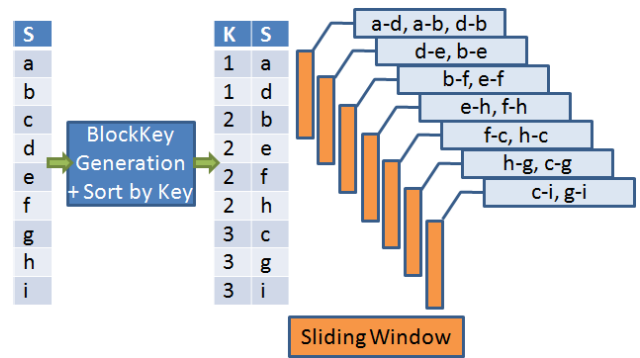 S
a
b
c
d
e
f
g
h
i
BlockKey
Generation
+ Sort by Key
K S
1 a
1 d
2 b
2 e
2 f
2 h
3 c
3 g
3 i
a-d, a-b, d-b
d-e, b-e
b-f, e-f
e-h, f-h
f-c, h-c
h-g, c-g
c-i, g-i
Sliding Window